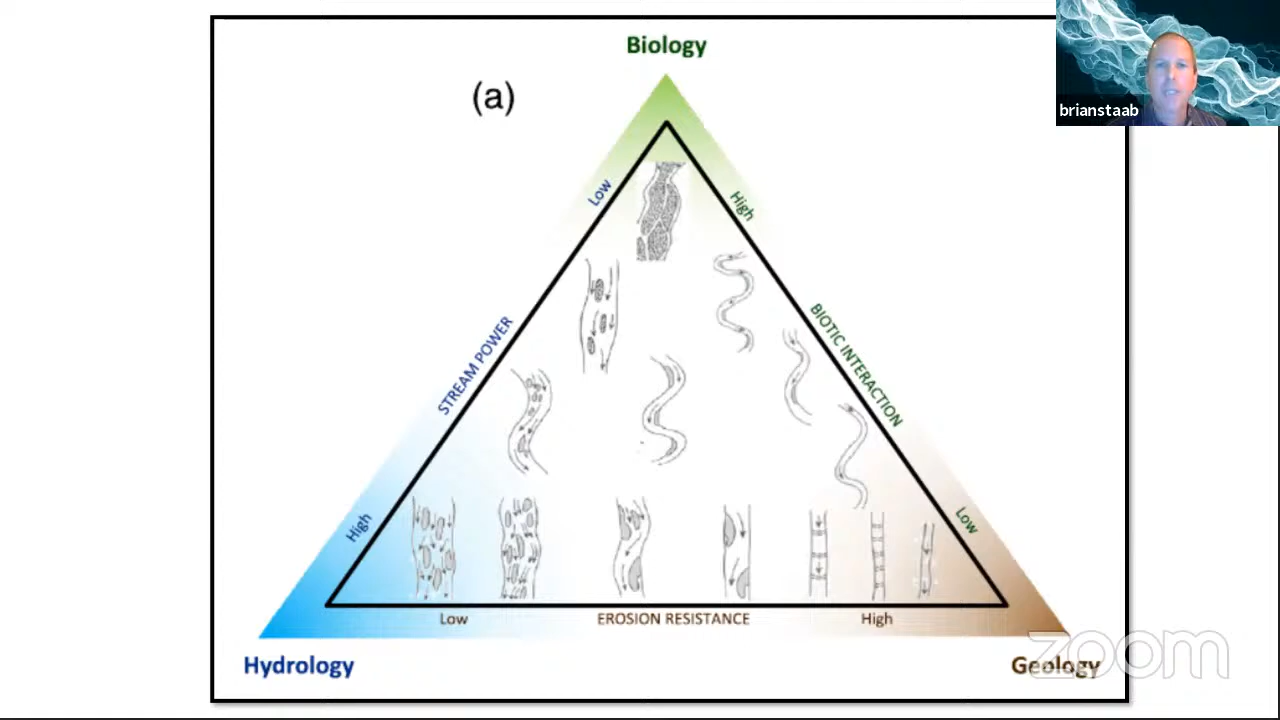 Biology
(a)
brianstaab
Low
High
STREAM POWER
BIOTIC INTERACTION
High
Low
Low
EROSION RESISTANCE
High
Hydrology
Geology
zoom